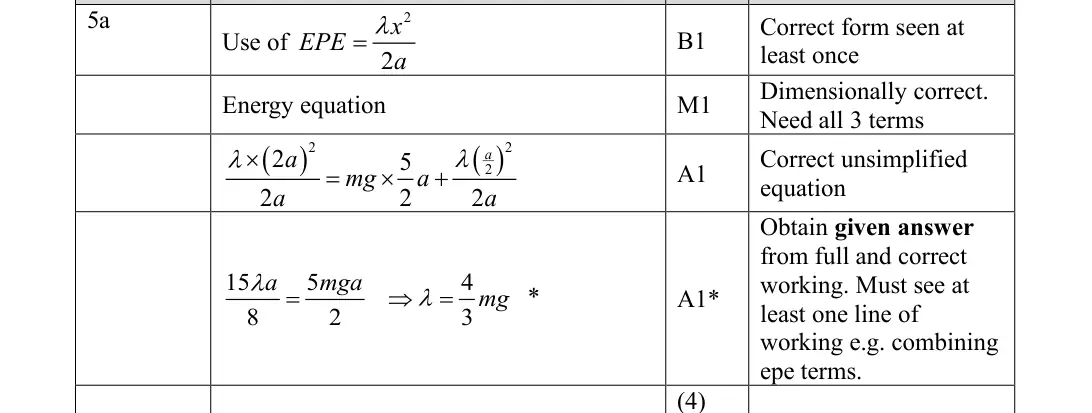 5a
Use of EPE = λx²/2a
B1
Correct form seen at
least once
Energy equation
M1
Dimensionally correct.
Need all 3 terms
λ×(2a)²/2a = mg × 5/2 a + λ(a/2)²/2a
A1
Correct unsimplified
equation
15λa/8 = 5mga/2 ⇒ λ = 4/3 mg *
A1*
Obtain given answer
from full and correct
working. Must see at
least one line of
working e.g. combining
epe terms.
(4)